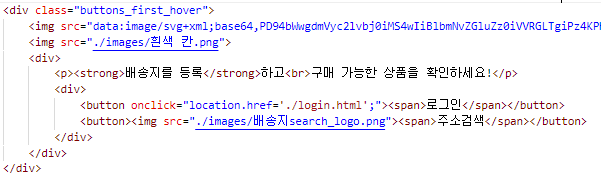 <div class="buttons_first_hover">
<img src="data:image/svg+xml;base64,PD94bWwgdmVyc2lvbj0iMS4wIiBlbmNvZGluZz0iVVRGLTgiPz4KP
<img src="./images/흰색 칸.png">
<div>
<p><strong>배송지를 등록</strong>하고<br>구매 가능한 상품을 확인하세요!</p>
<div>
<button onclick="location.href='./login.html';"><span>로그인</span></button>
<button><img src="./images/배송지search_logo.png"><span>주소검색</span></button>
</div>
</div>
</div>